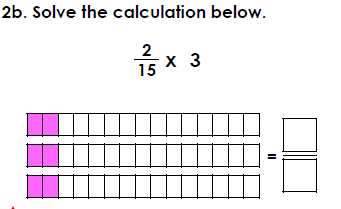 2b. Solve the calculation below.
2/15 x 3
=